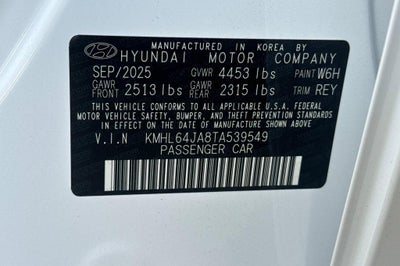 MANUFACTURED IN KOREA BY
HYUNDAI MOTOR COMPANY
SEP/2025 GVWR 4453 lbs PAINT W6H
GAWR FRONT 2513 lbs GAWR REAR 2315 lbs TRIM REY
THIS VEHICLE CONFORMS TO ALL APPLICABLE U.S.A. FEDERAL
MOTOR VEHICLE SAFETY, BUMPER, AND THEFT PREVENTION STANDARDS
IN EFFECT ON THE DATE OF MANUFACTURE SHOWN ABOVE.
V.I.N KMHL64JA8TA539549
PASSENGER CAR